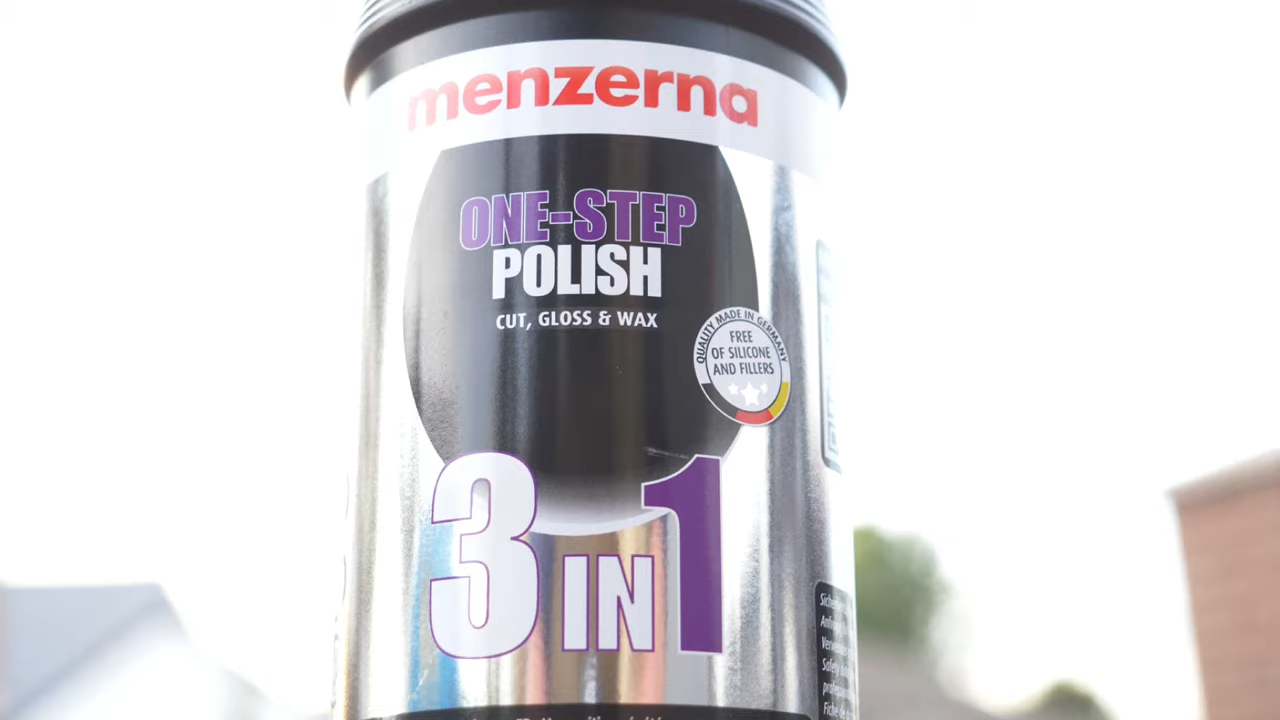 menzerna
ONE-STEP
POLISH
CUT, GLOSS & WAX
QUALITY MADE IN GERMANY
FREE
OF SILICONE
AND FILLERS
3 IN 1
Safety